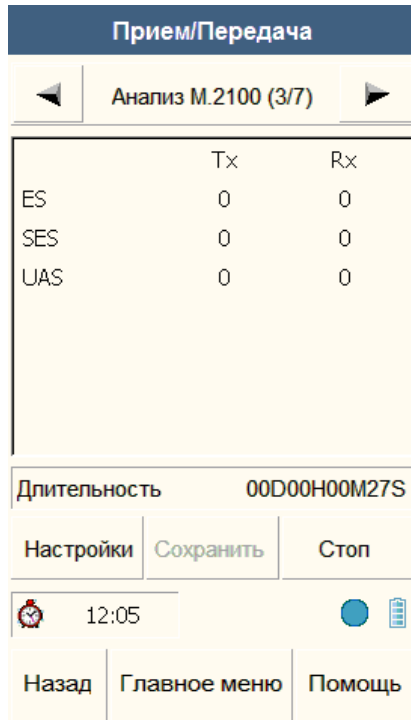 Прием/Передача
Анализ М.2100 (3/7)
Tx Rx
ES 0 0
SES 0 0
UAS 0 0
Длительность 00D00H00M27S
Настройки Сохранить Стоп
12:05
Назад Главное меню Помощь